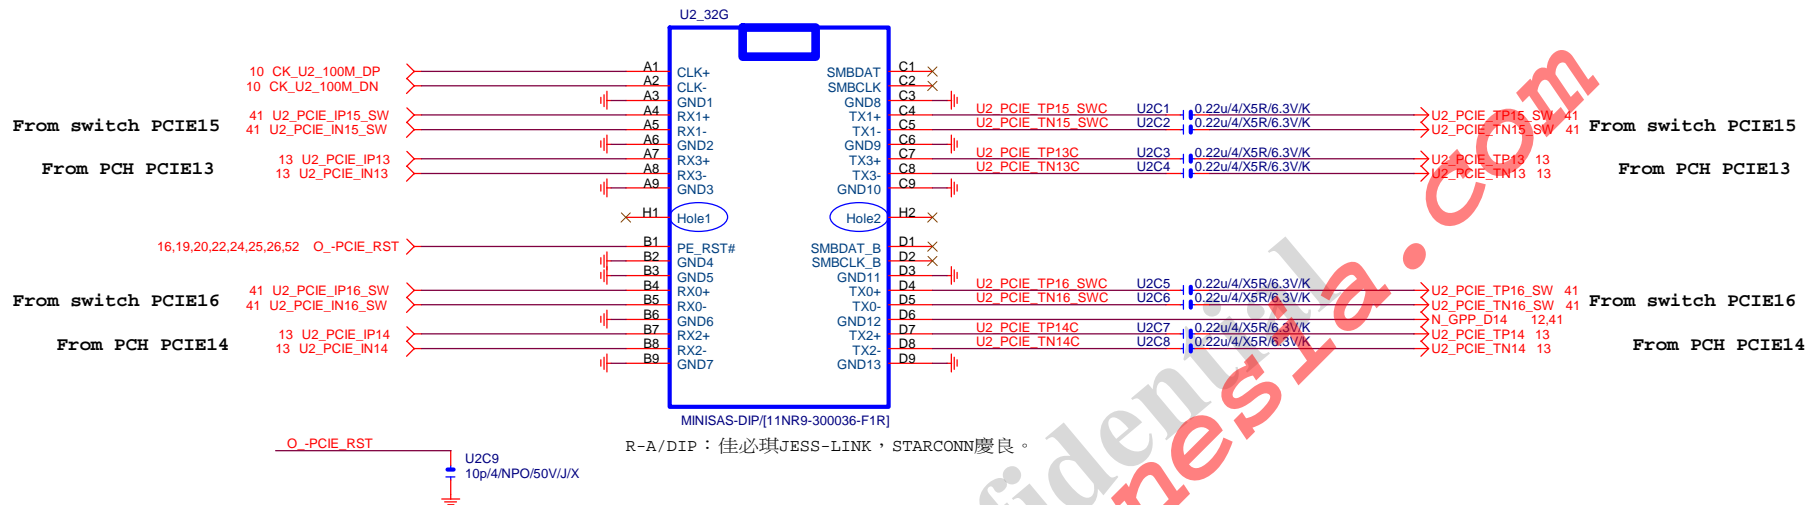 U2_32G
10 CK_U2_100M_DP A1 CLK+ SMBDAT C1
10 CK_U2_100M_DN A2 CLK- SMBCLK C2
A3 GND1 GND8 C3
From switch PCIE15 41 U2_PCIE_IP15_SW A4 RX1+ TX1+ C4 U2_PCIE_TP15_SWC U2C1 0.22u/4/X5R/6.3V/K U2_PCIE_TP15_SW 41 From switch PCIE15
41 U2_PCIE_IN15_SW A5 RX1- TX1- C5 U2_PCIE_TN15_SWC U2C2 0.22u/4/X5R/6.3V/K U2_PCIE_TN15_SW 41
A6 GND2 GND9 C6
From PCH PCIE13 13 U2_PCIE_IP13 A7 RX3+ TX3+ C7 U2_PCIE_TP13C U2C3 0.22u/4/X5R/6.3V/K U2_PCIE_TP13 13 From PCH PCIE13
13 U2_PCIE_IN13 A8 RX3- TX3- C8 U2_PCIE_TN13C U2C4 0.22u/4/X5R/6.3V/K U2_PCIE_TN13 13
A9 GND3 GND10 C9
H1 Hole1 Hole2 H2
16,19,20,22,24,25,26,52 O_-PCIE_RST B1 PE_RST# SMBDAT_B D1
B2 GND4 SMBCLK_B D2
B3 GND5 GND11 D3
From switch PCIE16 41 U2_PCIE_IP16_SW B4 RX0+ TX0+ D4 U2_PCIE_TP16_SWC U2C5 0.22u/4/X5R/6.3V/K U2_PCIE_TP16_SW 41 From switch PCIE16
41 U2_PCIE_IN16_SW B5 RX0- TX0- D5 U2_PCIE_TN16_SWC U2C6 0.22u/4/X5R/6.3V/K U2_PCIE_TN16_SW 41
B6 GND6 GND12 D6 N_GPP_D14 12,41
From PCH PCIE14 13 U2_PCIE_IP14 B7 RX2+ TX2+ D7 U2_PCIE_TP14C U2C7 0.22u/4/X5R/6.3V/K U2_PCIE_TP14 13 From PCH PCIE14
13 U2_PCIE_IN14 B8 RX2- TX2- D8 U2_PCIE_TN14C U2C8 0.22u/4/X5R/6.3V/K U2_PCIE_TN14 13
B9 GND7 GND13 D9
MINISAS-DIP/[11NR9-300036-F1R]
R-A/DIP：佳必琪JESS-LINK，STARCONN慶良。
O_-PCIE_RST
U2C9
10p/4/NPO/50V/J/X
fidential
nesia.com